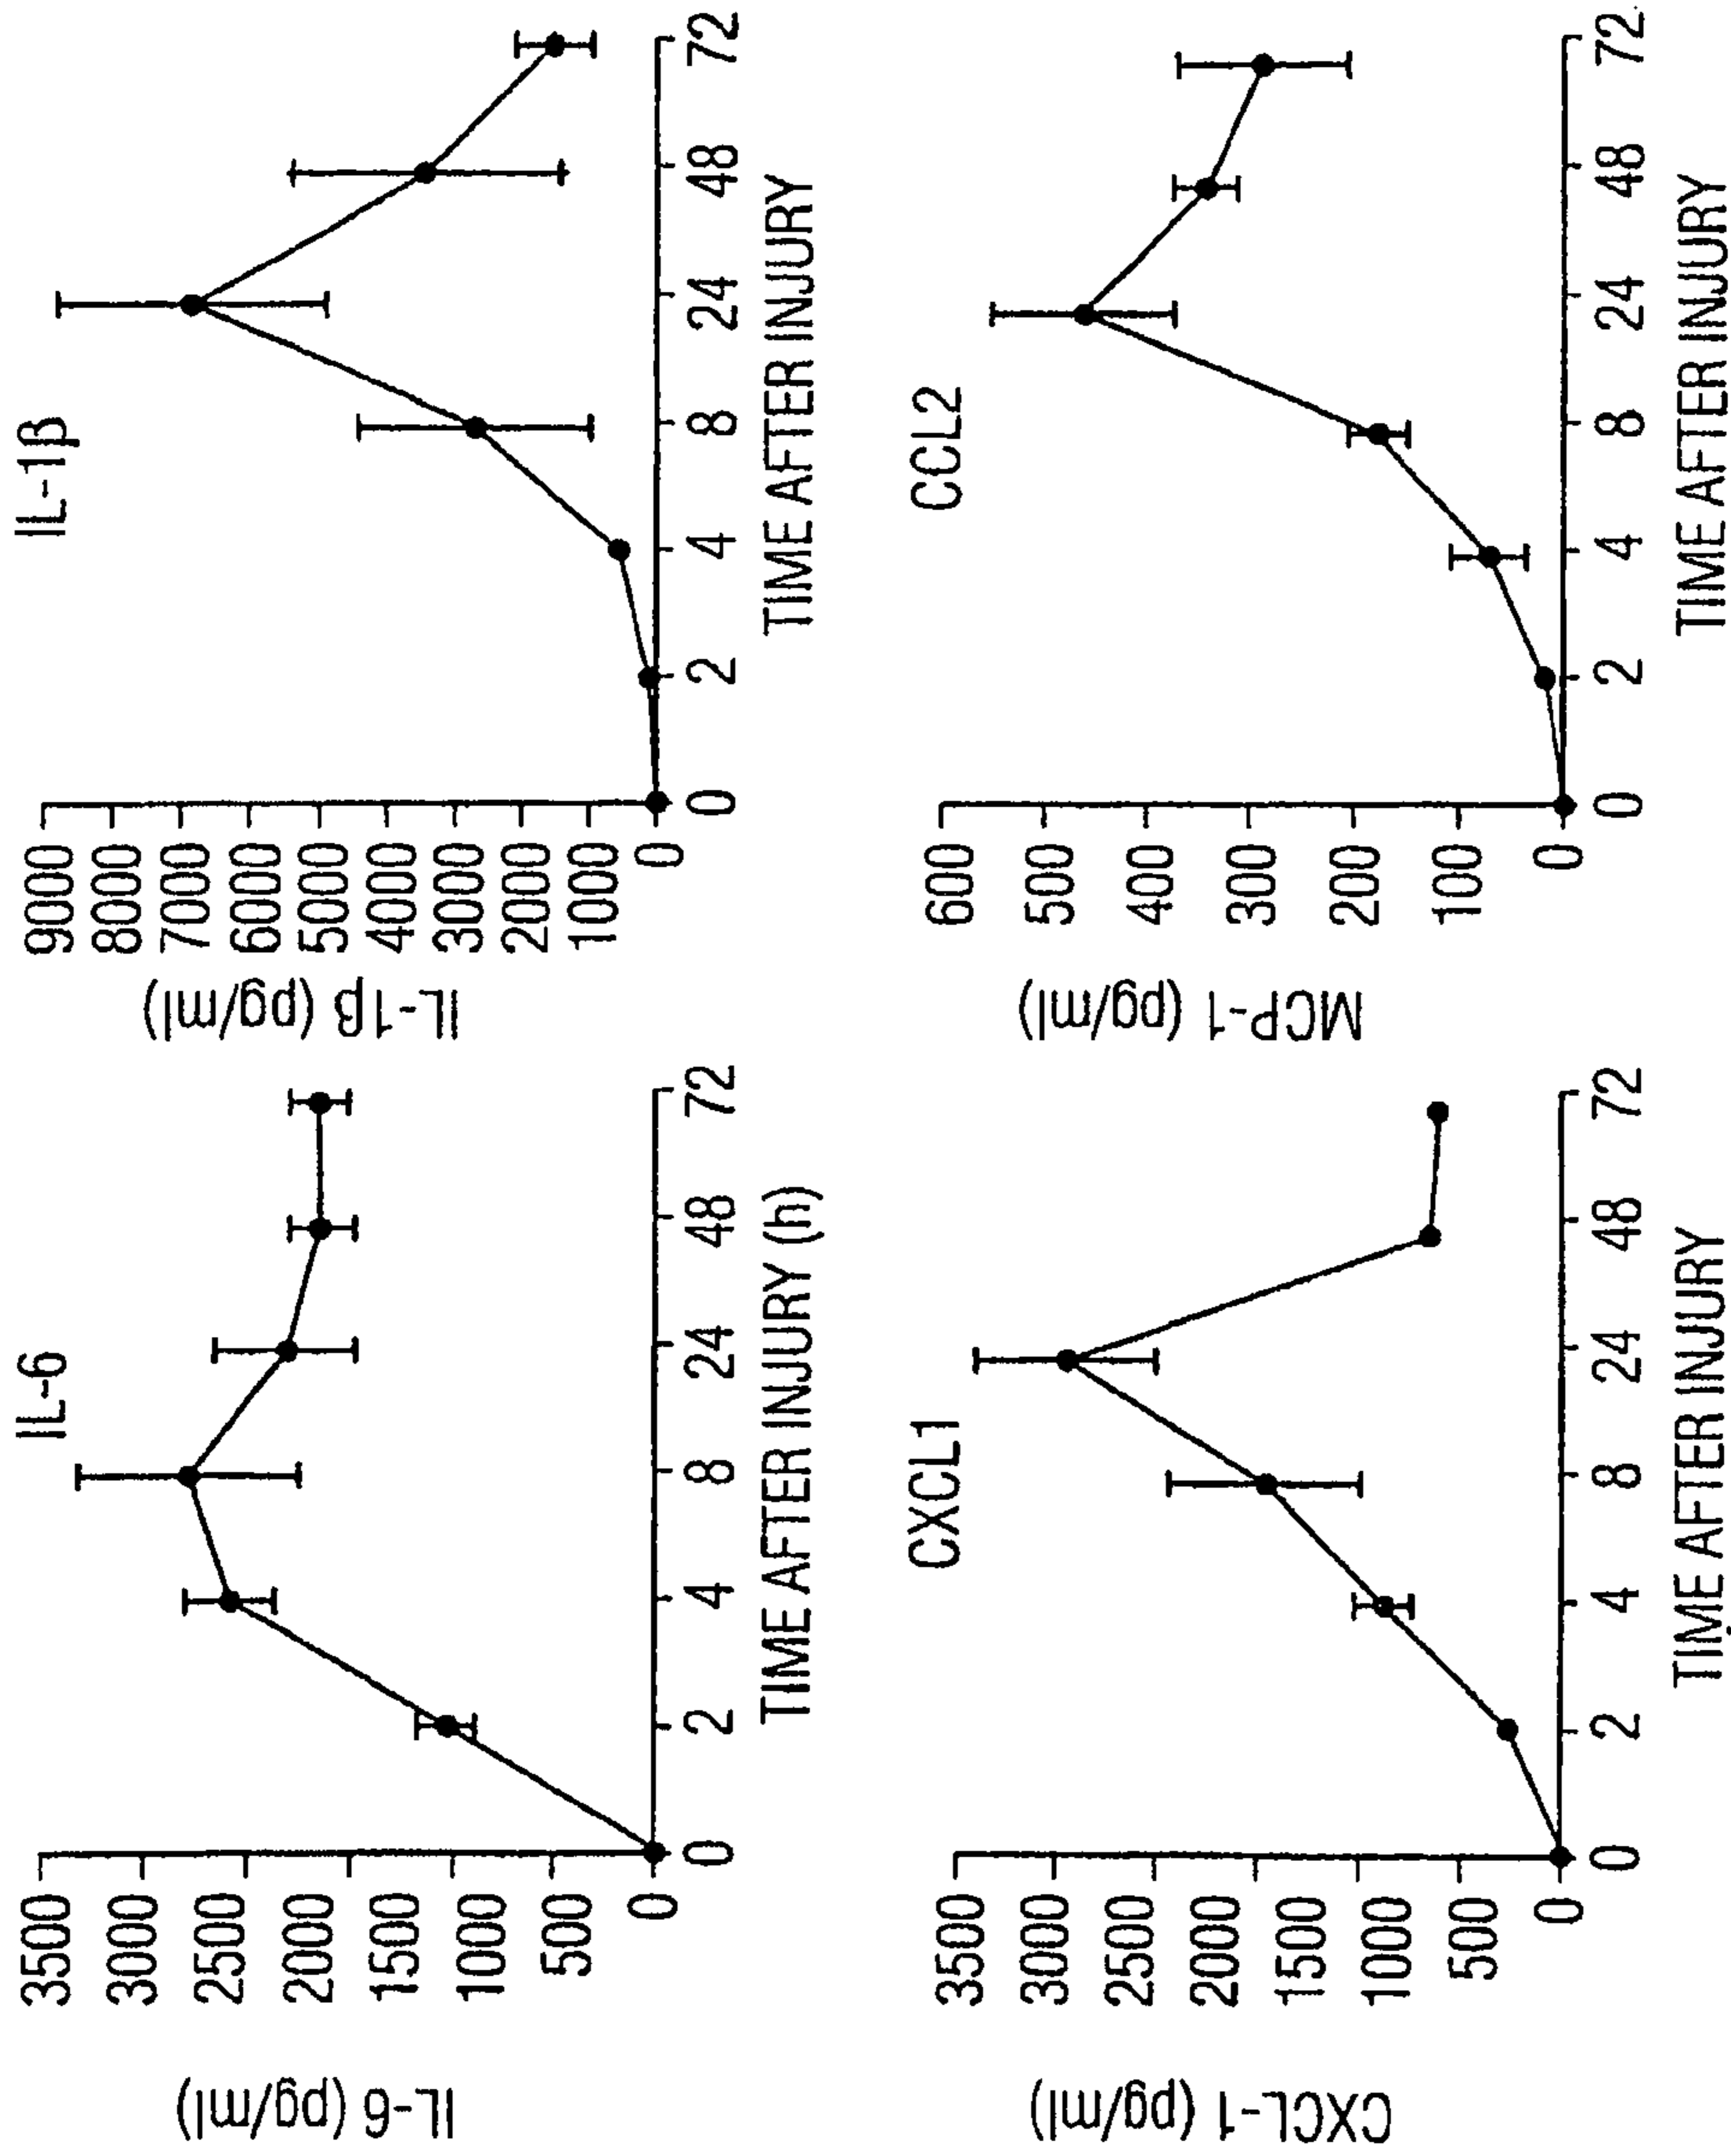 IL-6
IL-6 (pg/ml)
3500
3000
2500
2000
1500
1000
500
0
0 2 4 8 24 48 72
TIME AFTER INJURY (h)
IL-1β
IL-1β (pg/ml)
9000
8000
7000
6000
5000
4000
3000
2000
1000
0
0 2 4 8 24 48 72
TIME AFTER INJURY
CXCL1
CXCL-1 (pg/ml)
3500
3000
2500
2000
1500
1000
500
0
0 2 4 8 24 48 72
TIME AFTER INJURY
CCL2
MCP-1 (pg/ml)
600
500
400
300
200
100
0
0 2 4 8 24 48 72
TIME AFTER INJURY